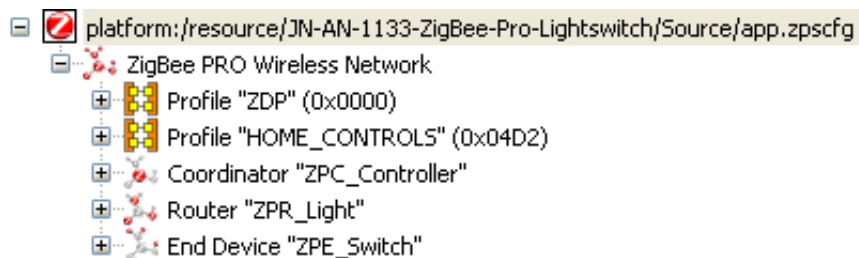 platform:/resource/JN-AN-1133-ZigBee-Pro-Lightswitch/Source/app.zpscfg
ZigBee PRO Wireless Network
Profile "ZDP" (0x0000)
Profile "HOME_CONTROLS" (0x04D2)
Coordinator "ZPC_Controller"
Router "ZPR_Light"
End Device "ZPE_Switch"